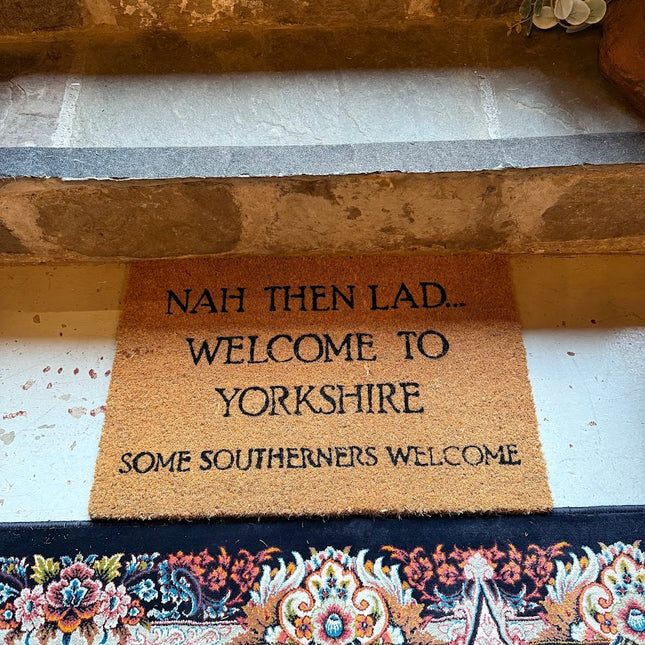 NAH THEN LAD...
WELCOME TO
YORKSHIRE
SOME SOUTHERNERS WELCOME